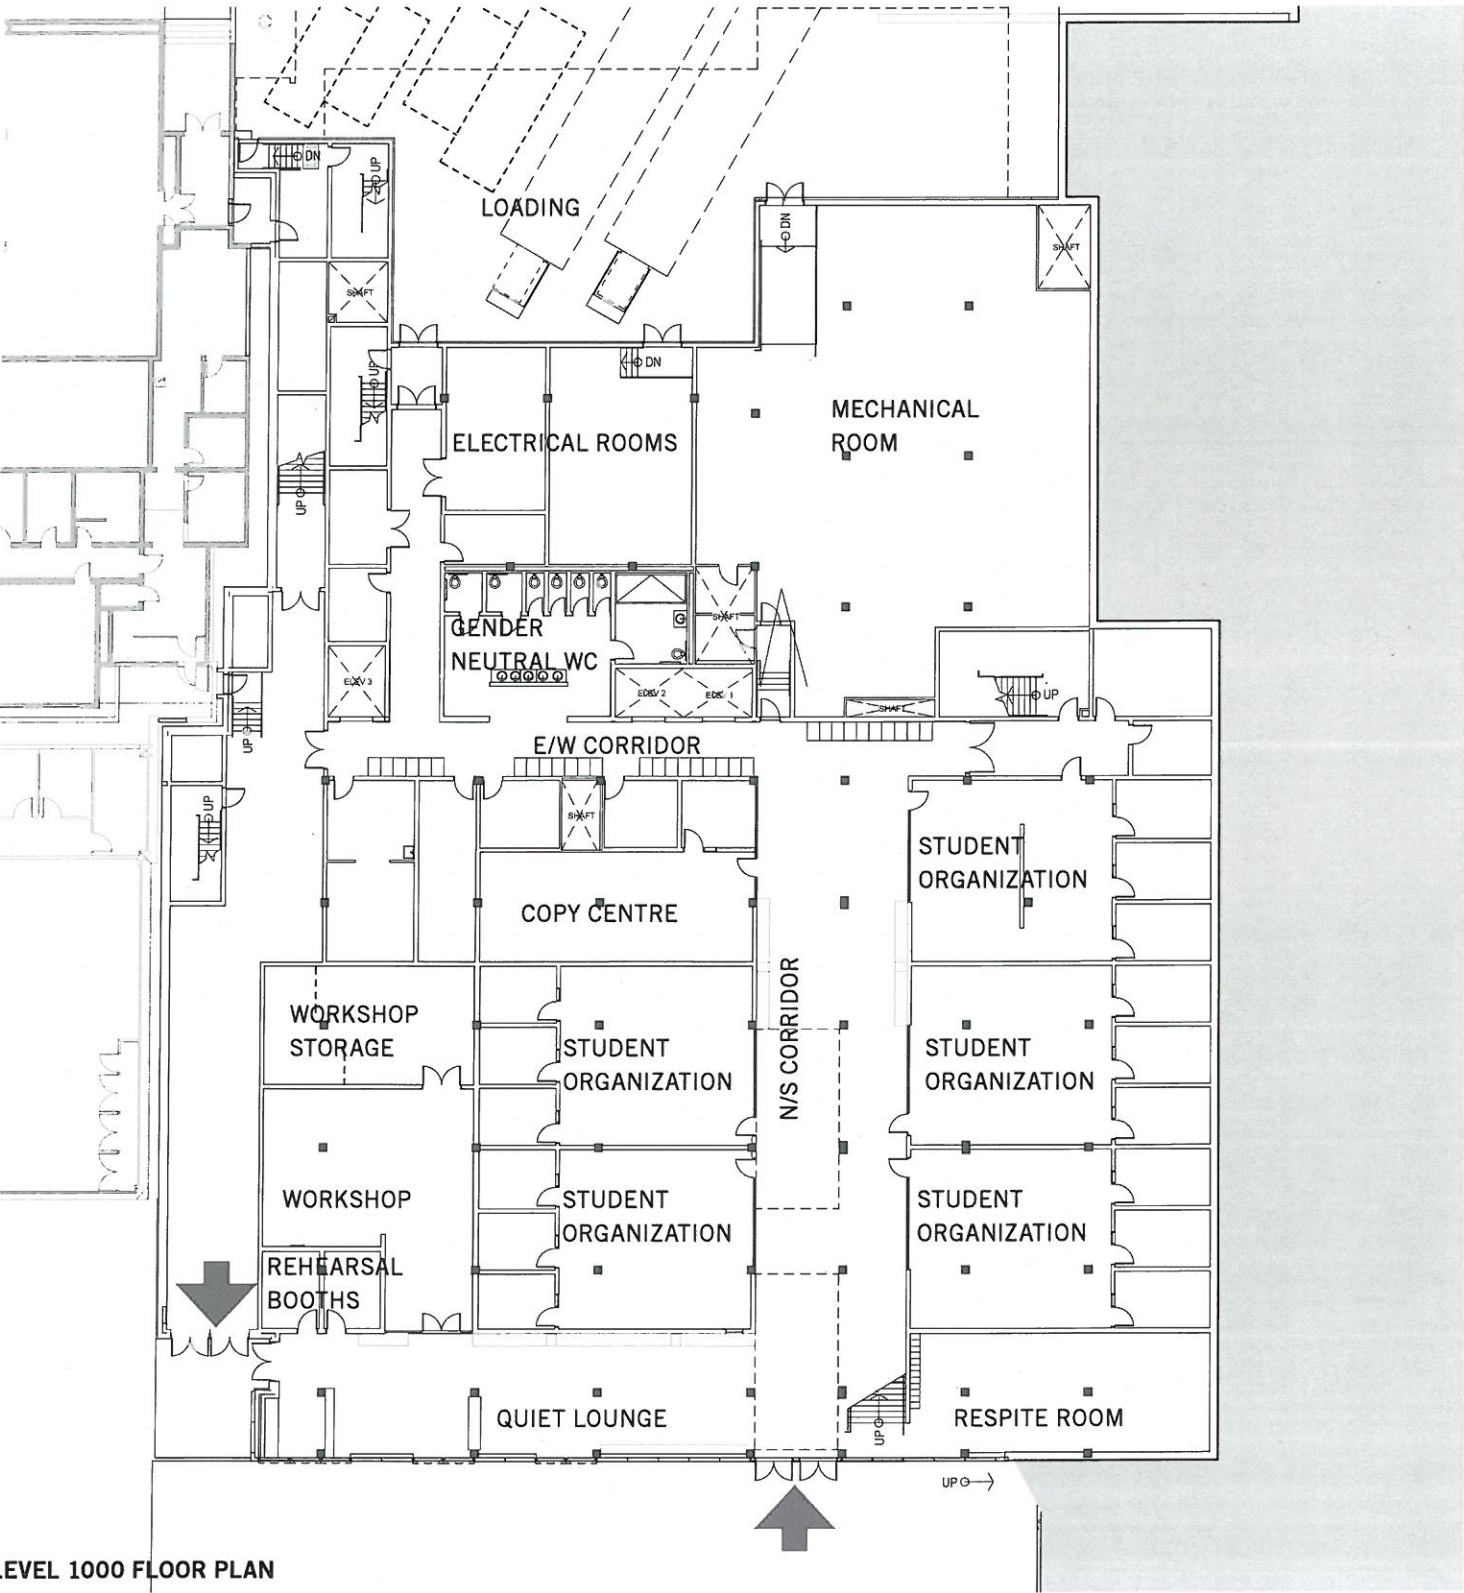 DN
UP
LOADING
DN
SHAFT
SHAFT
UP
DN
MECHANICAL
ROOM
ELECTRICAL ROOMS
UP
GENDER
NEUTRAL WC
SHAFT
ELEV 3
ELEV 2
ELEV 1
UP
SHAFT
UP
E/W CORRIDOR
UP
SHAFT
STUDENT
ORGANIZATION
COPY CENTRE
N/S CORRIDOR
WORKSHOP
STORAGE
STUDENT
ORGANIZATION
STUDENT
ORGANIZATION
WORKSHOP
STUDENT
ORGANIZATION
STUDENT
ORGANIZATION
REHEARSAL
BOOTHS
QUIET LOUNGE
UP
RESPITE ROOM
UP
LEVEL 1000 FLOOR PLAN